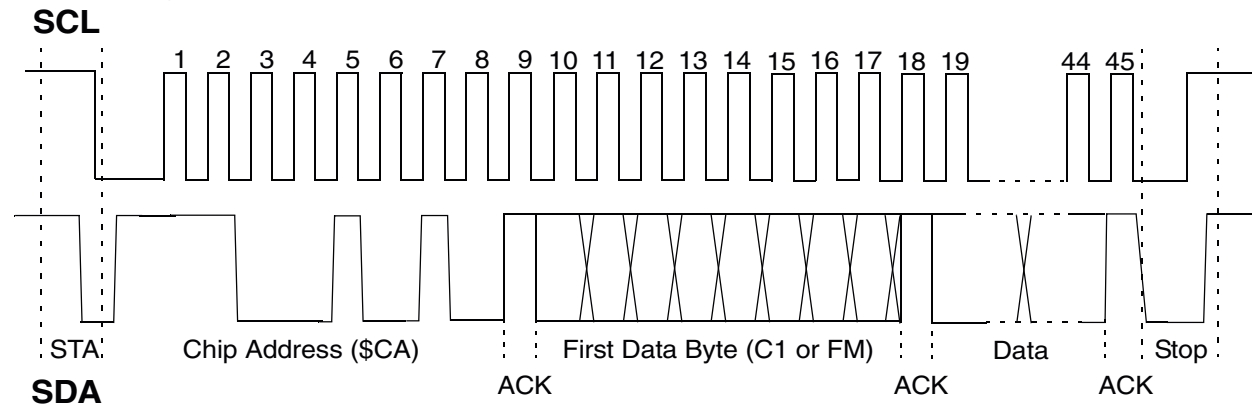 SCL
1 2 3 4 5 6 7 8 9 10 11 12 13 14 15 16 17 18 19 44 45
STA Chip Address ($CA) First Data Byte (C1 or FM) Data Stop
ACK ACK ACK
SDA